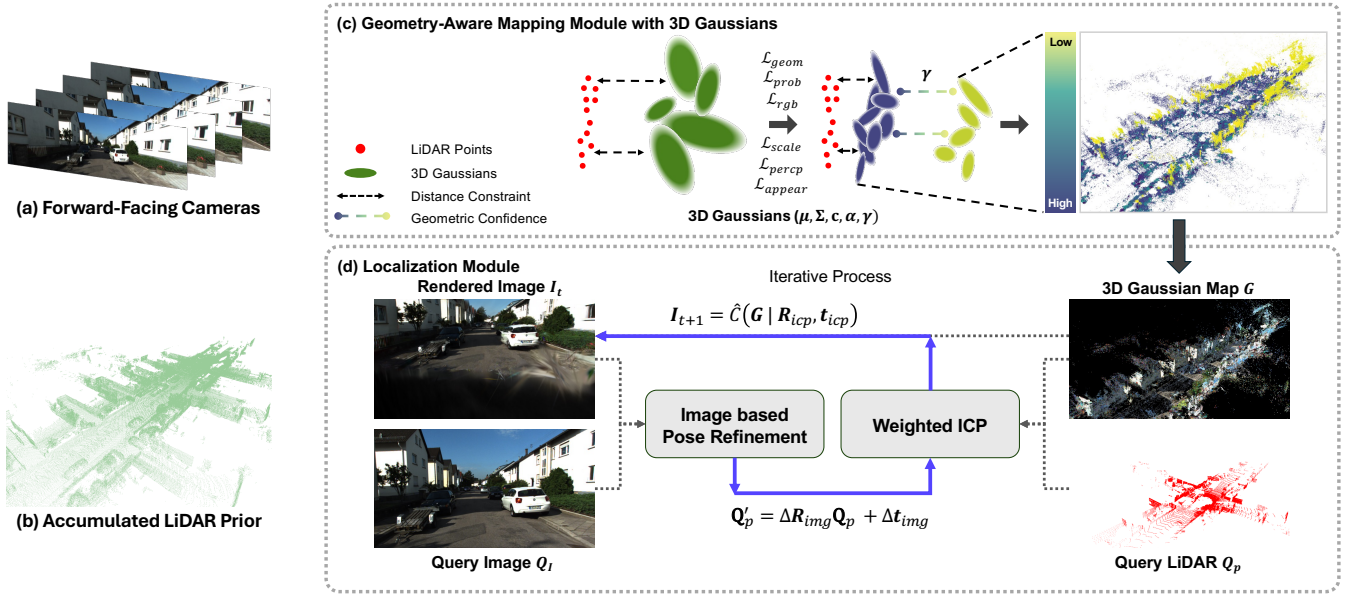 (a) Forward-Facing Cameras
(b) Accumulated LiDAR Prior
(c) Geometry-Aware Mapping Module with 3D Gaussians
LiDAR Points
3D Gaussians
Distance Constraint
Geometric Confidence
ℒ_geom
ℒ_prob
ℒ_rgb
ℒ_scale
ℒ_percp
ℒ_appear
γ
3D Gaussians (μ, Σ, c, α, γ)
Low
High
(d) Localization Module
Rendered Image I_t
Iterative Process
I_{t+1} = Ĉ(G | R_icp, t_icp)
3D Gaussian Map G
Image based
Pose Refinement
Weighted ICP
Q′_p = ΔR_img Q_p + Δt_img
Query Image Q_I
Query LiDAR Q_p